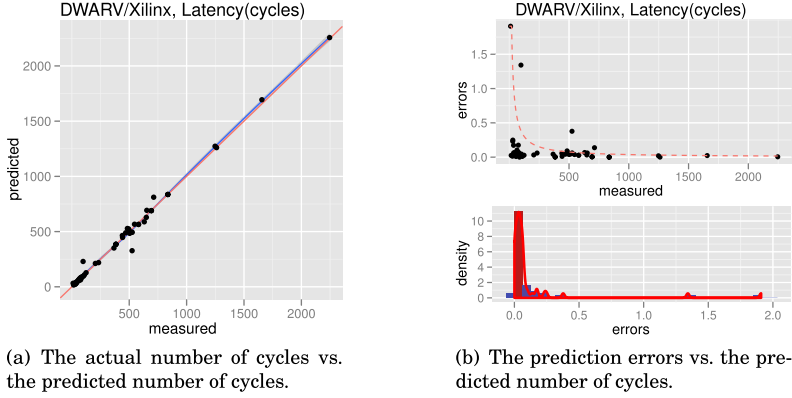 DWARV/Xilinx, Latency(cycles)
predicted
2000
1500
1000
500
0
500 1000 1500 2000
measured
(a) The actual number of cycles vs.
the predicted number of cycles.
DWARV/Xilinx, Latency(cycles)
errors
1.5
1.0
0.5
0.0
500 1000 1500 2000
measured
density
10
8
6
4
2
0
0.0 0.5 1.0 1.5 2.0
errors
(b) The prediction errors vs. the pre-
dicted number of cycles.